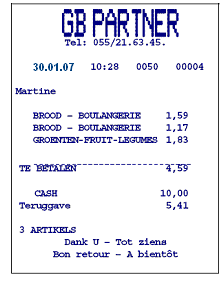 GB PARTNER
Tel: 055/21.63.45.
30.01.07 10:28 0050 00004
Martine
BROOD - BOULANGERIE 1,59
BROOD - BOULANGERIE 1,17
GROENTEN-FRUIT-LEGUMES 1,83
TE BETALEN 4,59
CASH 10,00
Teruggave 5,41
3 ARTIKELS
Dank U - Tot ziens
Bon retour - A bientôt